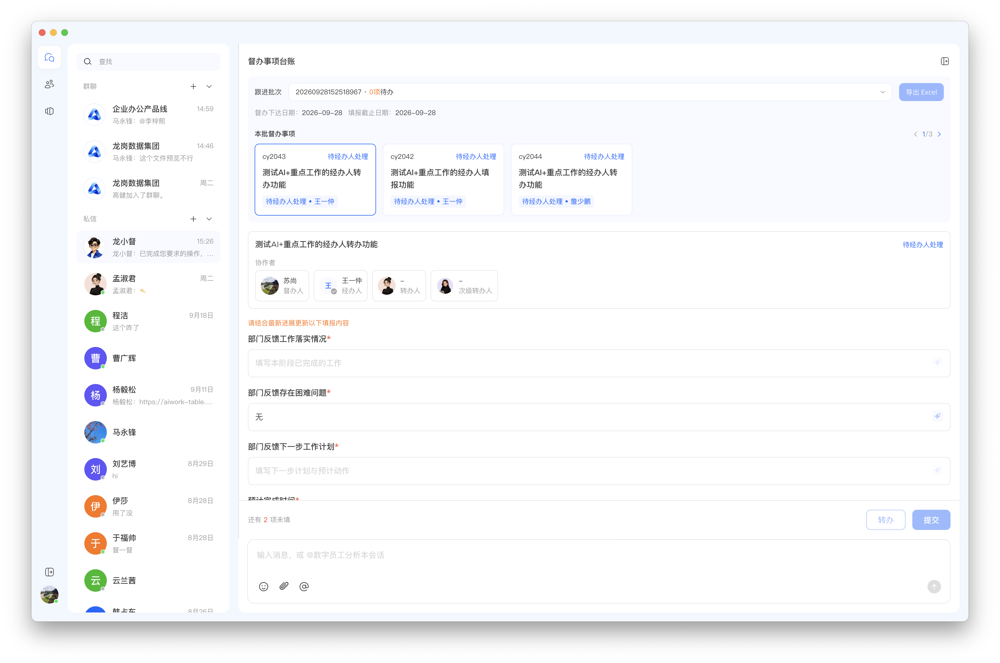 查找
群聊
企业办公产品线 14:59
马永锋：@李梓熙
龙岗数据集团 14:46
马永锋：这个文件预览不行
龙岗数据集团 周二
高健加入了群聊。
私信
龙小督 15:26
龙小督：已完成您要求的操作，...
孟淑君 周二
孟淑君：
程 程洁 9月18日
这个咋了
曹 曹广辉
杨 杨毅松 9月11日
杨毅松：https://aiwork-table....
马永锋
刘 刘艺博 8月29日
hi
伊 伊莎 8月28日
用了没
于 于福帅 8月28日
督一督
云 云兰茜
韩占东 8月26日
督办事项台账
跟进批次 20260928152518967 · 0项待办 导出 Excel
督办下达日期：2026-09-28 填报截止日期：2026-09-28
本批督办事项 1/3
cy2043 待经办人处理
测试AI+重点工作的经办人转
办功能
待经办人处理 • 王一仲
cy2042 待经办人处理
测试AI+重点工作的经办人填
报功能
待经办人处理 • 王一仲
cy2044 待经办人处理
测试AI+重点工作的经办人转
办功能
待经办人处理 • 詹少鹏
测试AI+重点工作的经办人转办功能 待经办人处理
协作者
苏尚
督办人
王 王一仲
经办人
–
转办人
–
次级转办人
请结合最新进展更新以下填报内容
部门反馈工作落实情况*
填写本阶段已完成的工作
部门反馈存在困难问题*
无
部门反馈下一步工作计划*
填写下一步计划与预计动作
预计完成时间*
还有 2 项未填 转办 提交
输入消息，或 @数字员工分析本会话